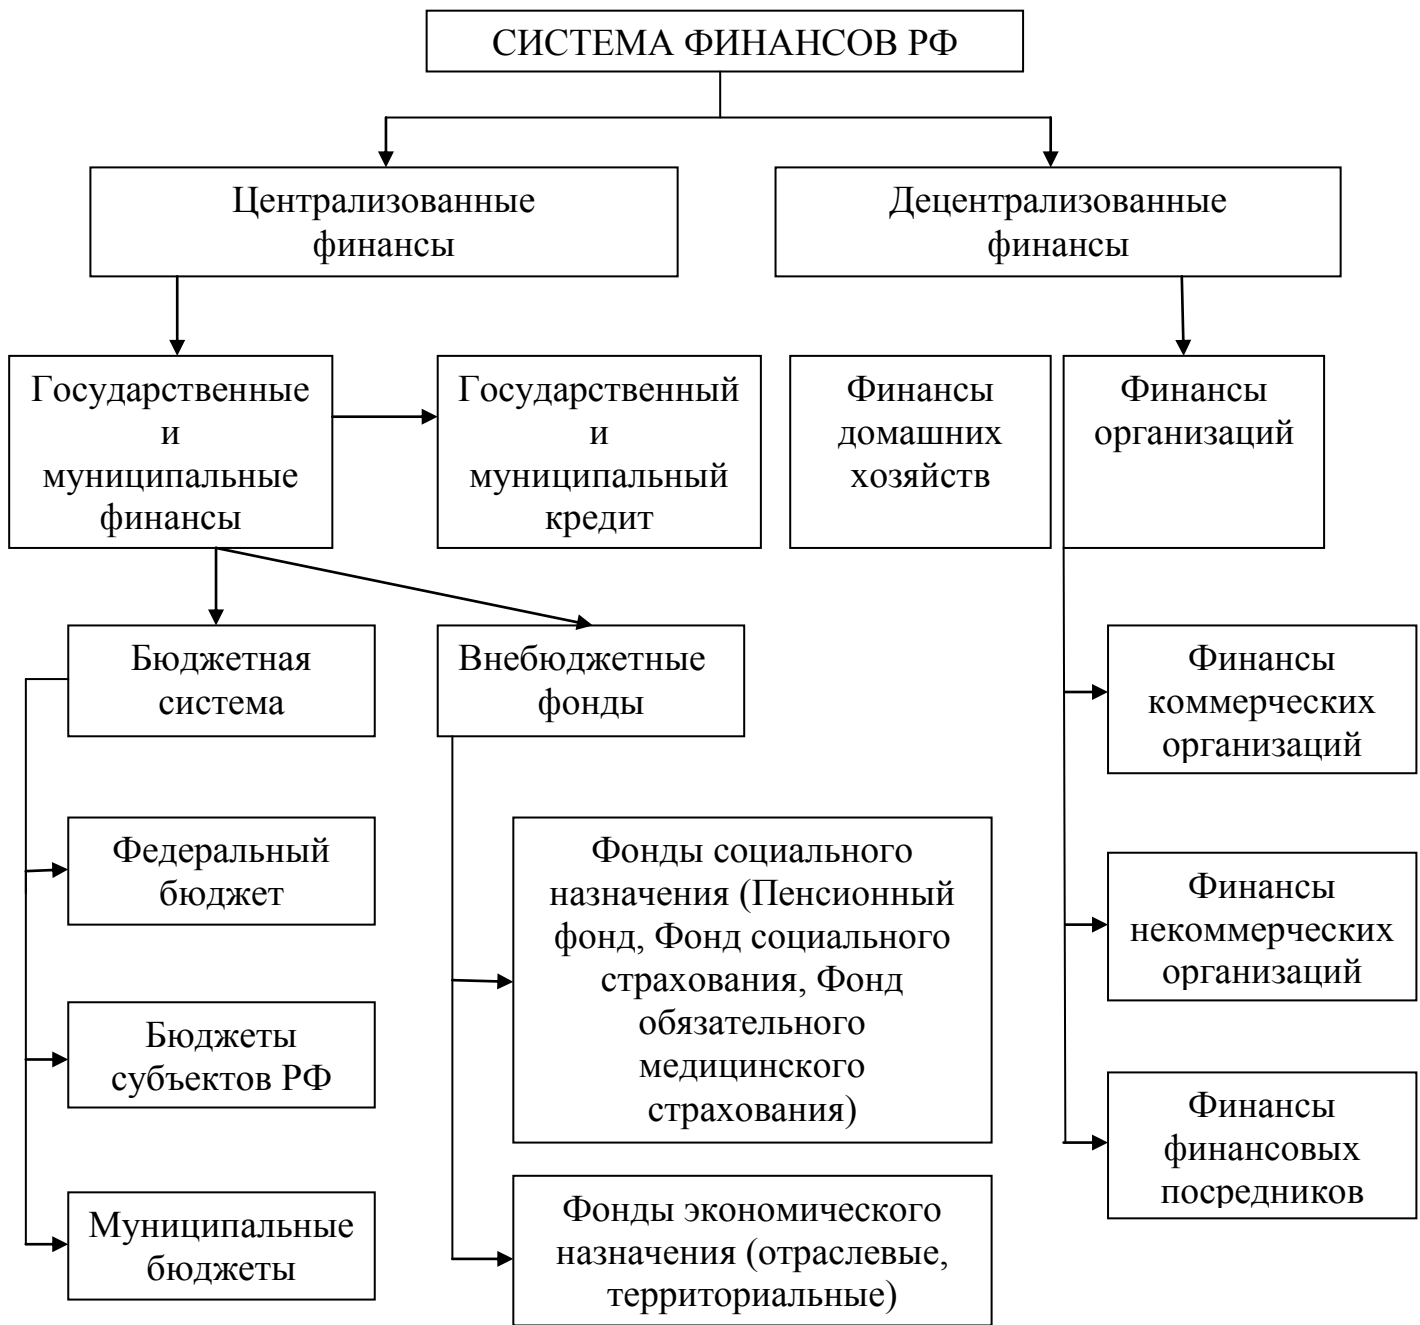 СИСТЕМА ФИНАНСОВ РФ
Централизованные
финансы
Децентрализованные
финансы
Государственные
и
муниципальные
финансы
Государственный
и
муниципальный
кредит
Финансы
домашних
хозяйств
Финансы
организаций
Бюджетная
система
Внебюджетные
фонды
Финансы
коммерческих
организаций
Федеральный
бюджет
Фонды социального
назначения (Пенсионный
фонд, Фонд социального
страхования, Фонд
обязательного
медицинского
страхования)
Финансы
некоммерческих
организаций
Бюджеты
субъектов РФ
Финансы
финансовых
посредников
Муниципальные
бюджеты
Фонды экономического
назначения (отраслевые,
территориальные)